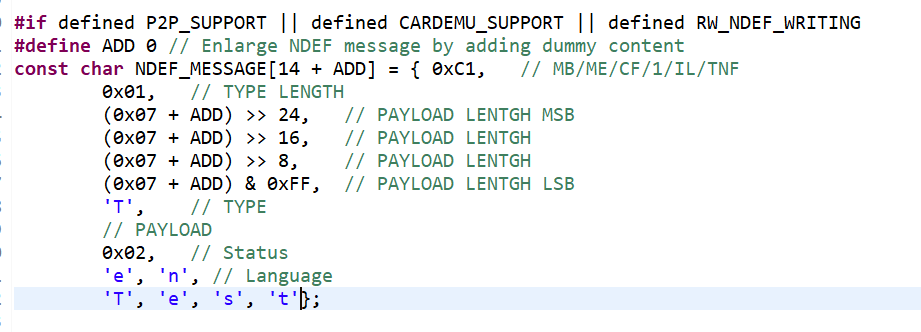 #if defined P2P_SUPPORT || defined CARDEMU_SUPPORT || defined RW_NDEF_WRITING
#define ADD 0 // Enlarge NDEF message by adding dummy content
const char NDEF_MESSAGE[14 + ADD] = { 0xC1,   // MB/ME/CF/1/IL/TNF
        0x01,   // TYPE LENGTH
        (0x07 + ADD) >> 24,   // PAYLOAD LENTGH MSB
        (0x07 + ADD) >> 16,   // PAYLOAD LENTGH
        (0x07 + ADD) >> 8,    // PAYLOAD LENTGH
        (0x07 + ADD) & 0xFF,  // PAYLOAD LENTGH LSB
        'T',    // TYPE
        // PAYLOAD
        0x02,   // Status
        'e', 'n', // Language
        'T', 'e', 's', 't'};